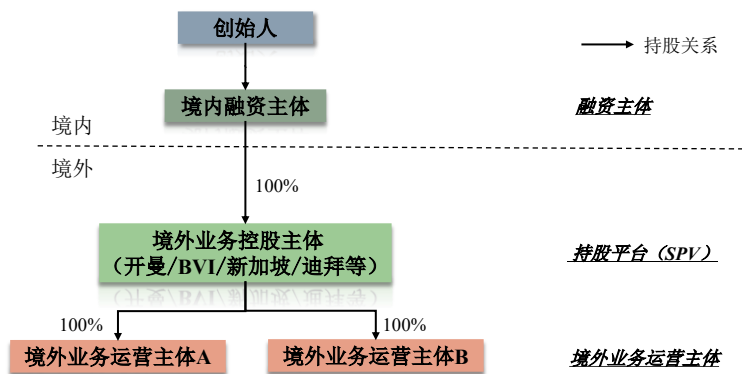 创始人
持股关系
境内融资主体
融资主体
境内
境外
100%
境外业务控股主体
（开曼/BVI/新加坡/迪拜等）
持股平台（SPV）
100%
100%
境外业务运营主体A
境外业务运营主体B
境外业务运营主体